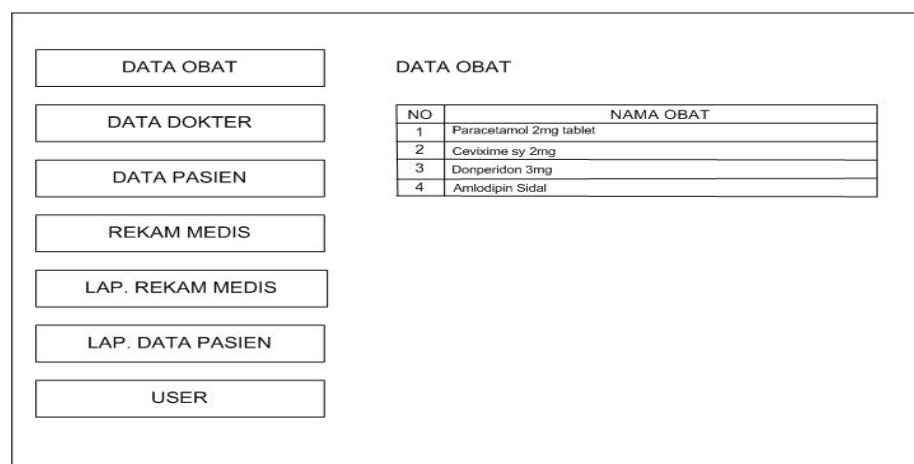 DATA OBAT
DATA DOKTER
DATA PASIEN
REKAM MEDIS
LAP. REKAM MEDIS
LAP. DATA PASIEN
USER
DATA OBAT
NO NAMA OBAT
1 Paracetamol 2mg tablet
2 Cevixime sy 2mg
3 Donperidon 3mg
4 Amlodipin Sidal